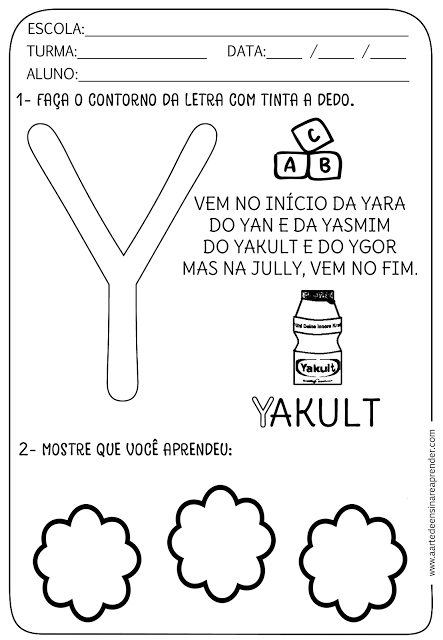 ESCOLA:
TURMA: DATA: / /
ALUNO:
1- FAÇA O CONTORNO DA LETRA COM TINTA A DEDO.
Y
C
A B
VEM NO INÍCIO DA YARA
DO YAN E DA YASMIM
DO YAKULT E DO YGOR
MAS NA JULLY, VEM NO FIM.
Yakult
YAKULT
2- MOSTRE QUE VOCÊ APRENDEU:
www.aartedeensinareaprender.com